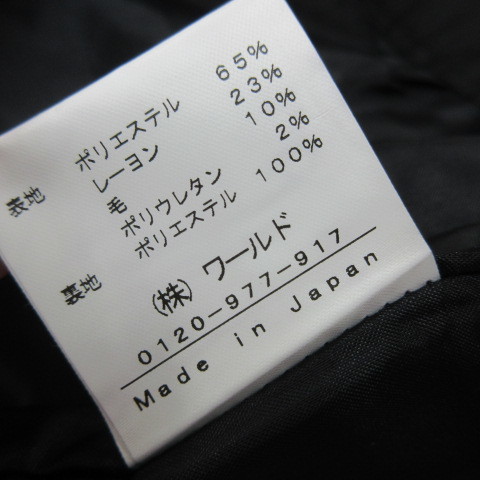 表地 ポリエステル 65%
レーヨン 23%
毛 10%
ポリウレタン 2%
裏地 ポリエステル 100%
(株) ワールド
0120-977-917
Made in Japan